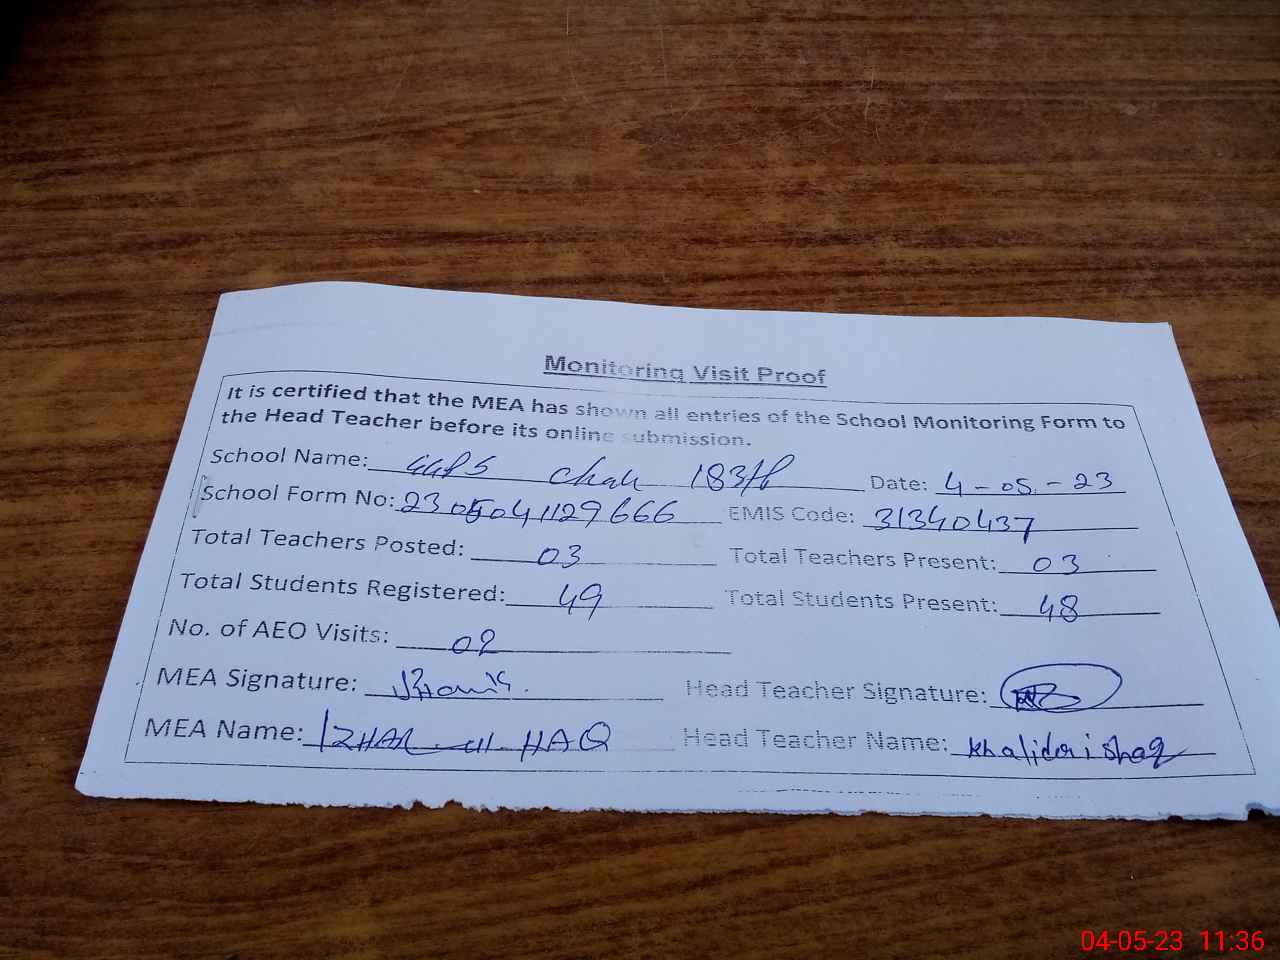 Monitoring Visit Proof
It is certified that the MEA has shown all entries of the School Monitoring Form to
the Head Teacher before its online submission.
School Name: GGPS Chak 183/P Date: 4-05-23
School Form No: 2305041129666 EMIS Code: 31340437
Total Teachers Posted: 03 Total Teachers Present: 03
Total Students Registered: 49 Total Students Present: 48
No. of AEO Visits: 02
MEA Signature: Head Teacher Signature:
MEA Name: IZHAR-ul-HAQ Head Teacher Name: khalida ishaq
04-05-23 11:36